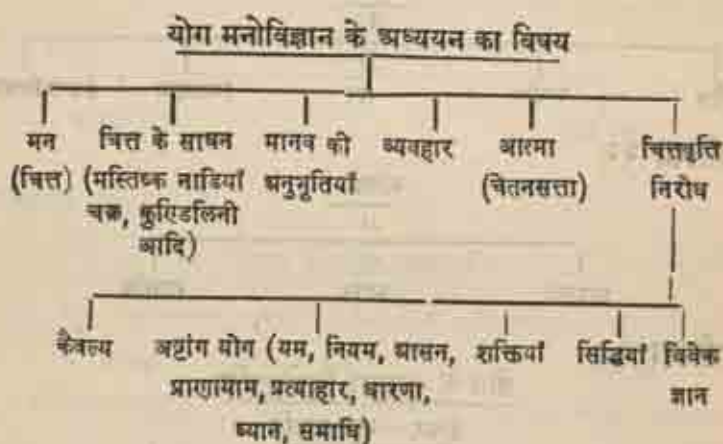 योग मनोविज्ञान के अध्ययन का विषय
मन चित्त के साधन मानव की व्यवहार आत्मा चित्तवृत्ति
(चित्त) (मस्तिष्क नाडियाँ अनुभूतियाँ (चेतनसत्ता) निरोध
चक्र, कुण्डिलिनी
आदि)
कैवल्य अष्टांग योग (यम, नियम, आसन, शक्तियाँ सिद्धियाँ विवेक
प्राणायाम, प्रत्याहार, धारणा, ज्ञान
ध्यान, समाधि)